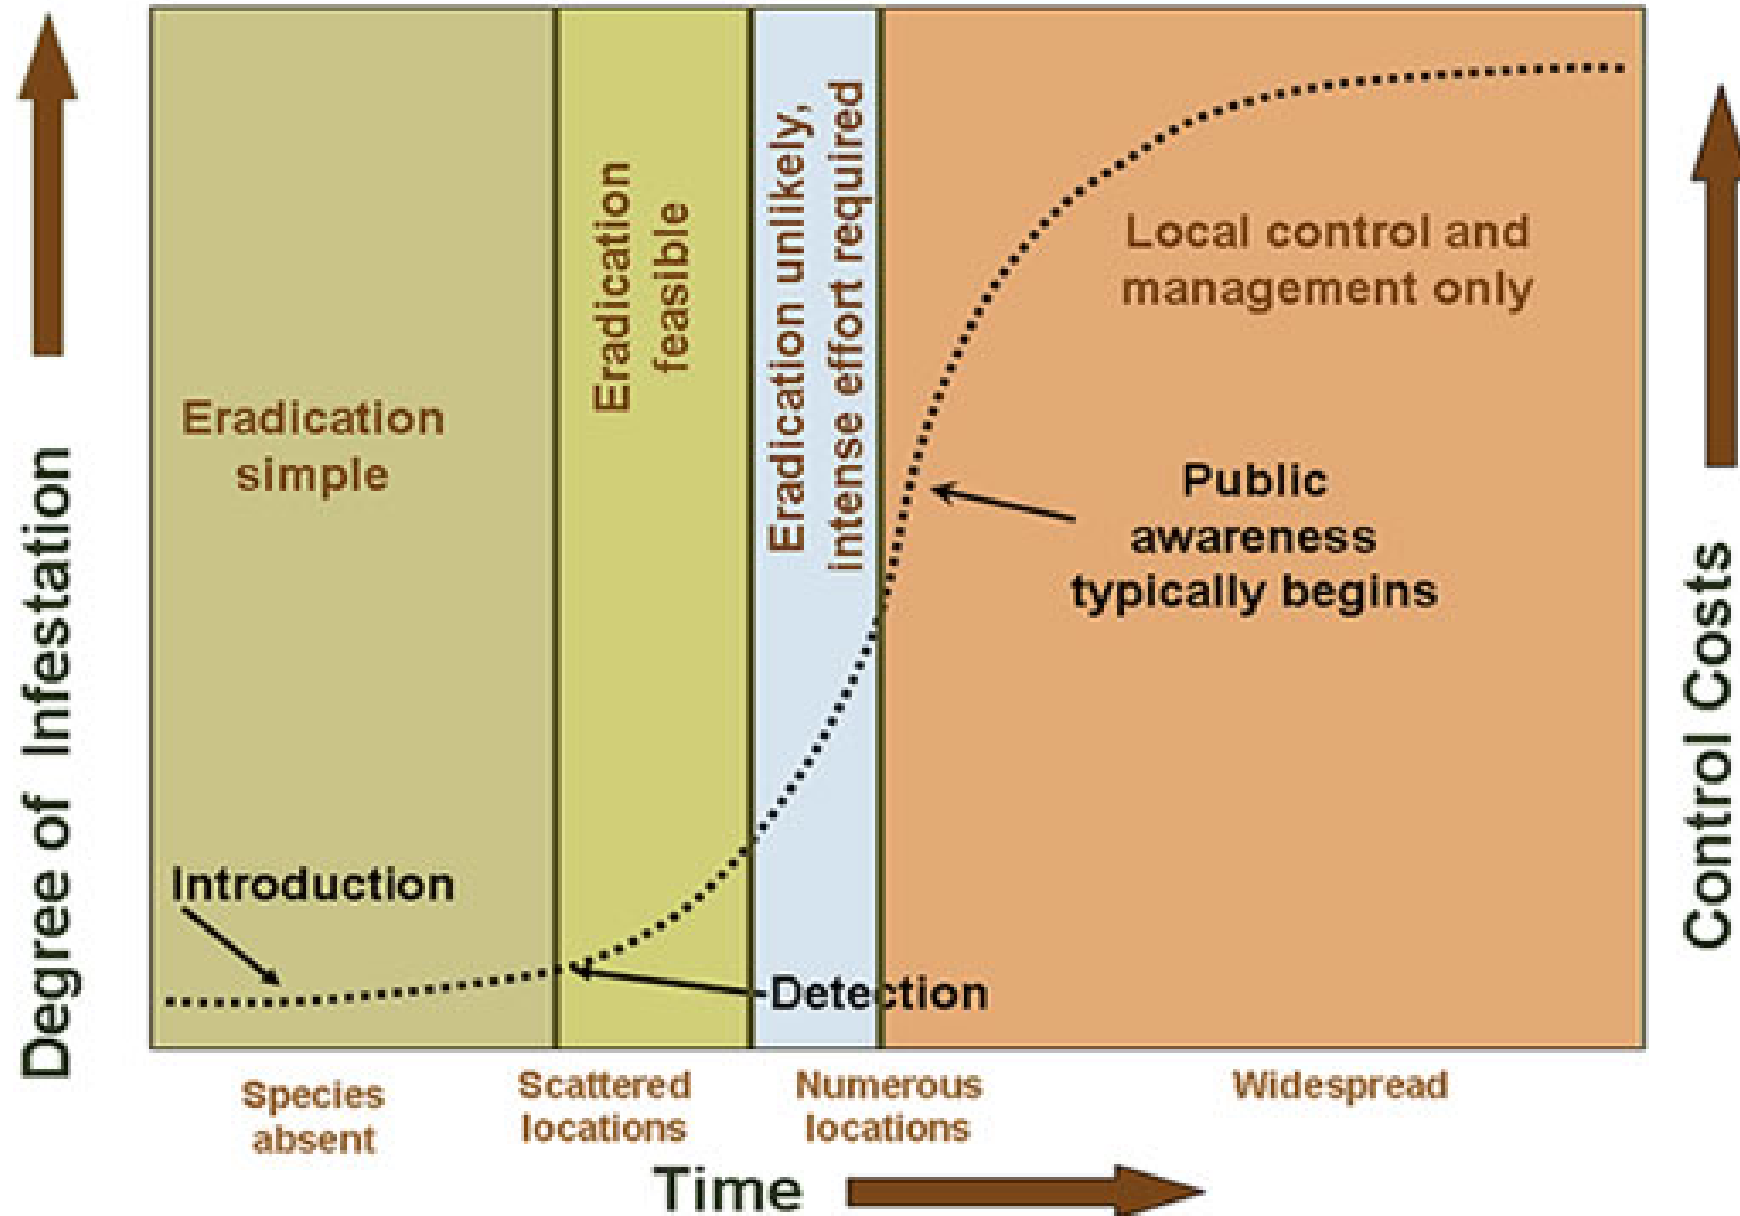 Degree of Infestation
Eradication
simple
Eradication
feasible
Eradication unlikely,
intense effort required
Local control and
management only
Public
awareness
typically begins
Introduction
Detection
Control Costs
Species
absent
Scattered
locations
Numerous
locations
Widespread
Time